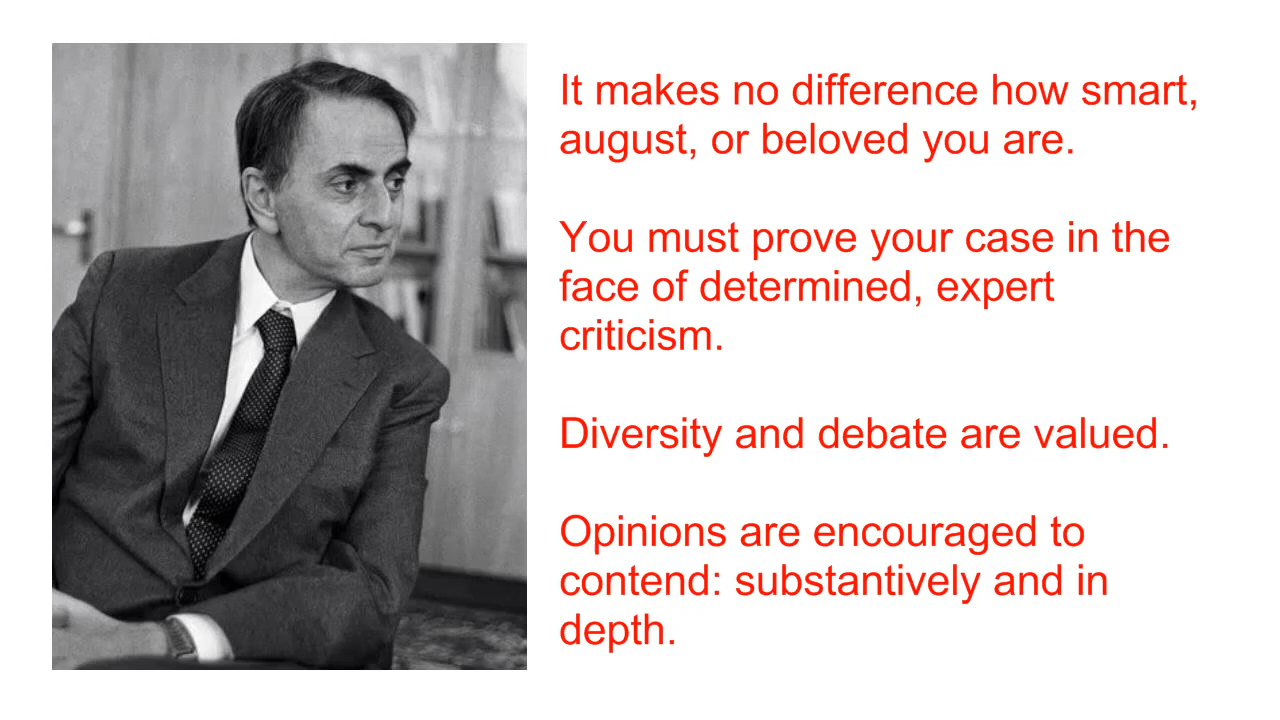 It makes no difference how smart,
august, or beloved you are.
You must prove your case in the
face of determined, expert
criticism.
Diversity and debate are valued.
Opinions are encouraged to
contend: substantively and in
depth.